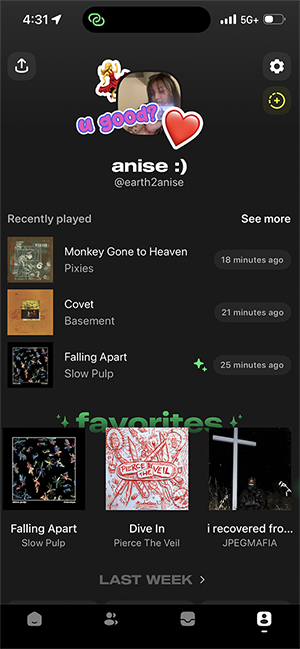 4:31
5G+
u good?
anise :)
@earth2anise
Recently played
See more
Monkey Gone to Heaven
Pixies
18 minutes ago
Covet
Basement
21 minutes ago
Falling Apart
Slow Pulp
25 minutes ago
favorites
PIERCE THE VEIL
Falling Apart
Slow Pulp
Dive In
Pierce The Veil
i recovered fro...
JPEGMAFIA
LAST WEEK >